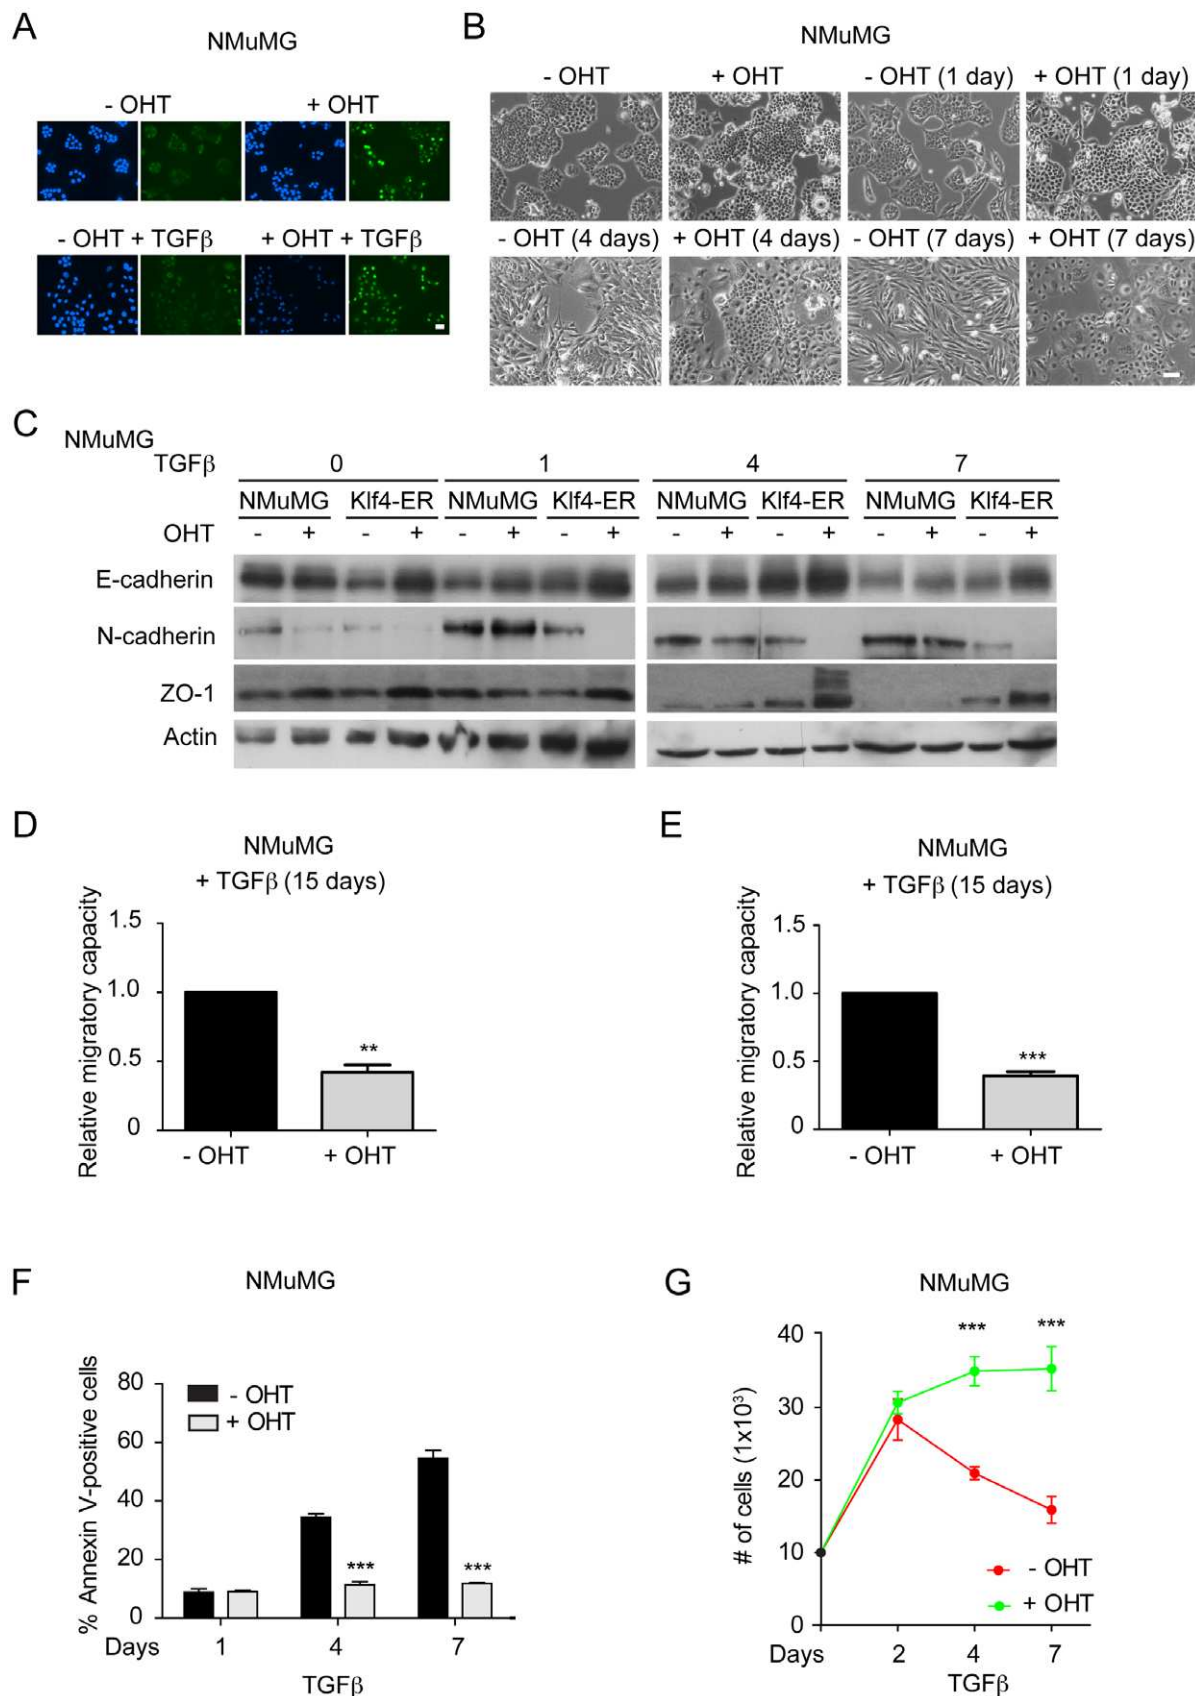 A
NMuMG
- OHT + OHT
- OHT + TGFβ + OHT + TGFβ
B
NMuMG
- OHT + OHT - OHT (1 day) + OHT (1 day)
- OHT (4 days) + OHT (4 days) - OHT (7 days) + OHT (7 days)
C
NMuMG
TGFβ 0 1 4 7
NMuMG Klf4-ER NMuMG Klf4-ER NMuMG Klf4-ER NMuMG Klf4-ER
OHT - + - + - + - + - + - + - + - +
E-cadherin
N-cadherin
ZO-1
Actin
D
NMuMG
+ TGFβ (15 days)
Relative migratory capacity
1.5
1.0
0.5
0
**
- OHT + OHT
E
NMuMG
+ TGFβ (15 days)
Relative migratory capacity
1.5
1.0
0.5
0
***
- OHT + OHT
F
NMuMG
% Annexin V-positive cells
80
60
40
20
0
- OHT
+ OHT
*** ***
Days 1 4 7
TGFβ
G
NMuMG
# of cells (1x10³)
40
30
20
10
0
*** ***
- OHT
+ OHT
Days 2 4 7
TGFβ